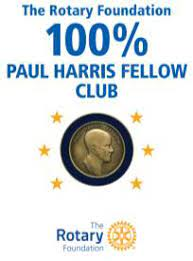 The Rotary Foundation
100%
PAUL HARRIS FELLOW
CLUB
The
Rotary
Foundation